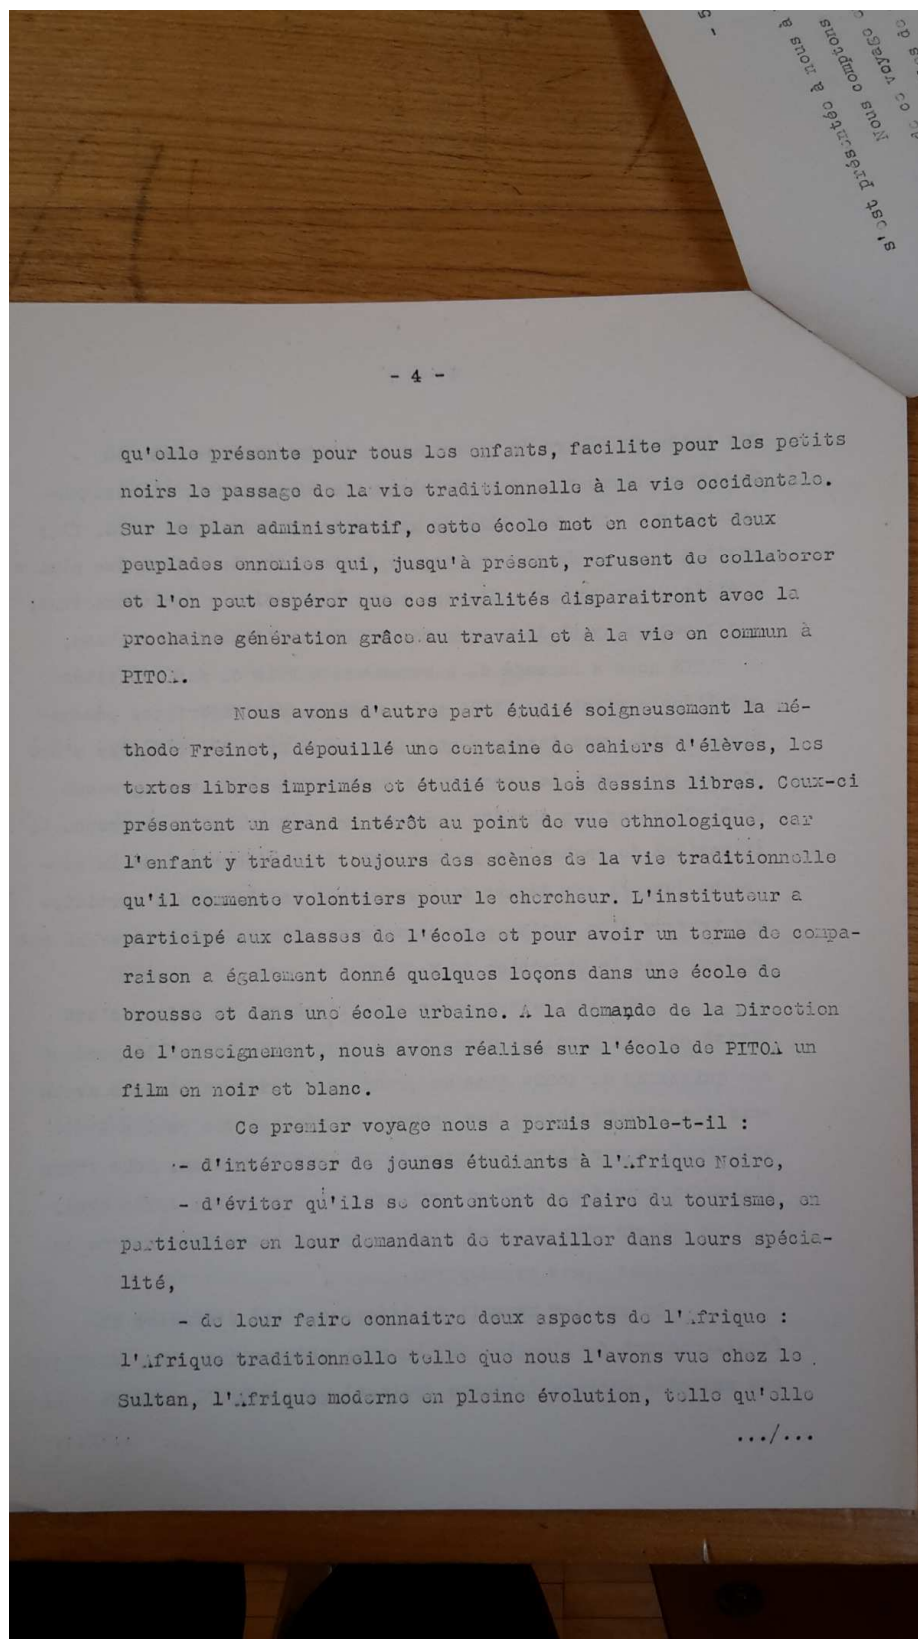 - 4 -
qu'elle présente pour tous les enfants, facilite pour les petits
noirs le passage de la vie traditionnelle à la vie occidentale.
Sur le plan administratif, cette école met en contact deux
peuplades ennemies qui, jusqu'à présent, refusent de collaborer
et l'on peut espérer que ces rivalités disparaitront avec la
prochaine génération grâce au travail et à la vie en commun à
PITOA.
Nous avons d'autre part étudié soigneusement la mé-
thode Freinet, dépouillé une centaine de cahiers d'élèves, les
textes libres imprimés et étudié tous les dessins libres. Ceux-ci
présentent un grand intérêt au point de vue ethnologique, car
l'enfant y traduit toujours des scènes de la vie traditionnelle
qu'il commente volontiers pour le chercheur. L'instituteur a
participé aux classes de l'école et pour avoir un terme de compa-
raison a également donné quelques leçons dans une école de
brousse et dans une école urbaine. A la demande de la Direction
de l'enseignement, nous avons réalisé sur l'école de PITOA un
film en noir et blanc.
Ce premier voyage nous a permis semble-t-il :
- d'intéresser de jeunes étudiants à l'Afrique Noire,
- d'éviter qu'ils se contentent de faire du tourisme, en
particulier en leur demandant de travailler dans leurs spécia-
lité,
- de leur faire connaitre deux aspects de l'Afrique :
l'Afrique traditionnelle telle que nous l'avons vue chez le
Sultan, l'Afrique moderne en pleine évolution, telle qu'elle
.../...
- 5
s'est présentée à nous à
Nous comptons
de ce voyage